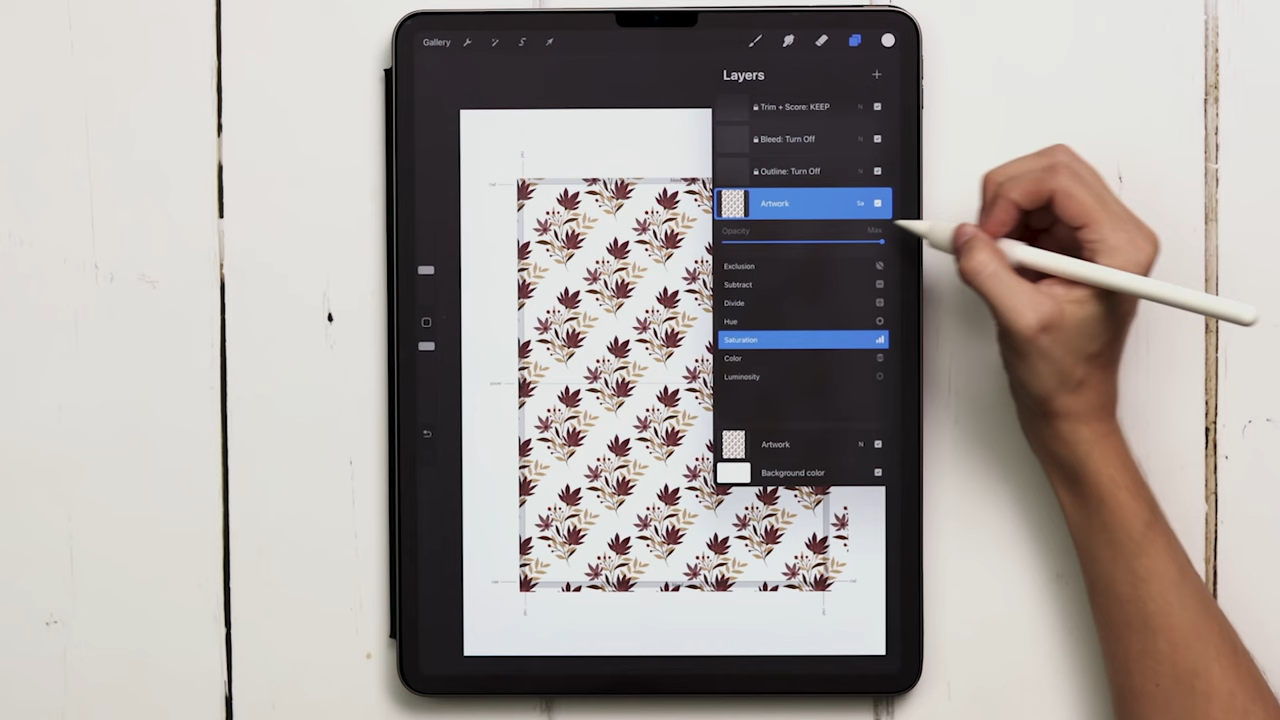 Gallery
Layers
Trim + Score: KEEP N
Bleed: Turn Off N
Outline: Turn Off N
Artwork Sa
Opacity Max
Exclusion
Subtract
Divide
Hue
Saturation
Color
Luminosity
Artwork N
Background color